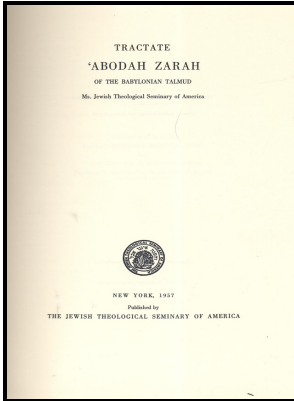 TRACTATE
‘ABODAH ZARAH
OF THE BABYLONIAN TALMUD
Ms. Jewish Theological Seminary of America
NEW YORK, 1957
Published by
THE JEWISH THEOLOGICAL SEMINARY OF AMERICA